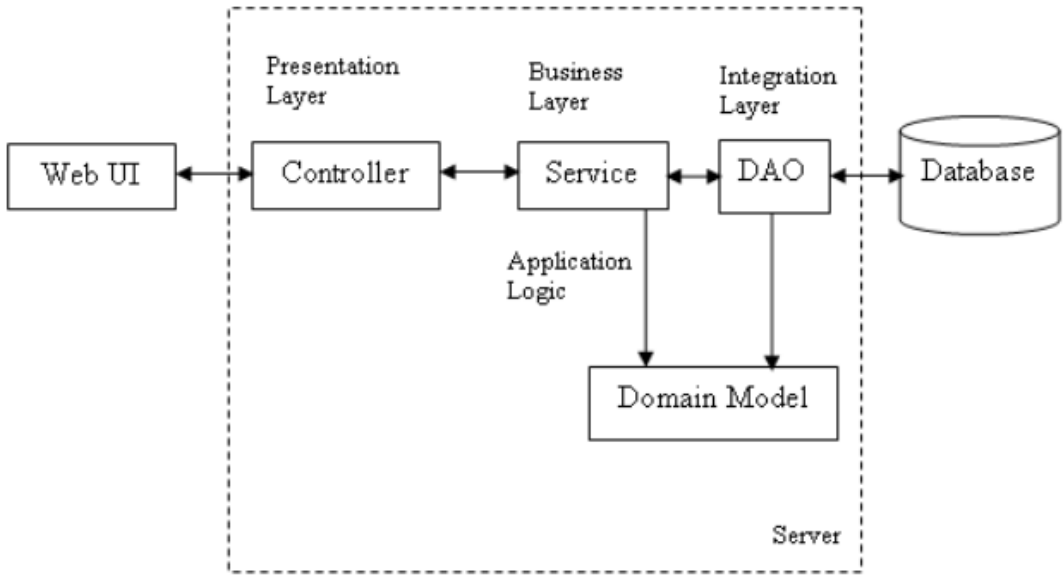 Presentation
Layer
Business
Layer
Integration
Layer
Web UI
Controller
Service
DAO
Database
Application
Logic
Domain Model
Server